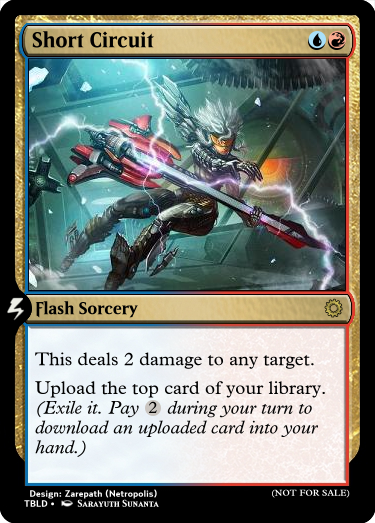 Short Circuit
Flash Sorcery
This deals 2 damage to any target.
Upload the top card of your library.
(Exile it. Pay 2 during your turn to
download an uploaded card into your
hand.)
Design: Zarepath (Netropolis)
TBLD • Sarayuth Sunanta
(NOT FOR SALE)